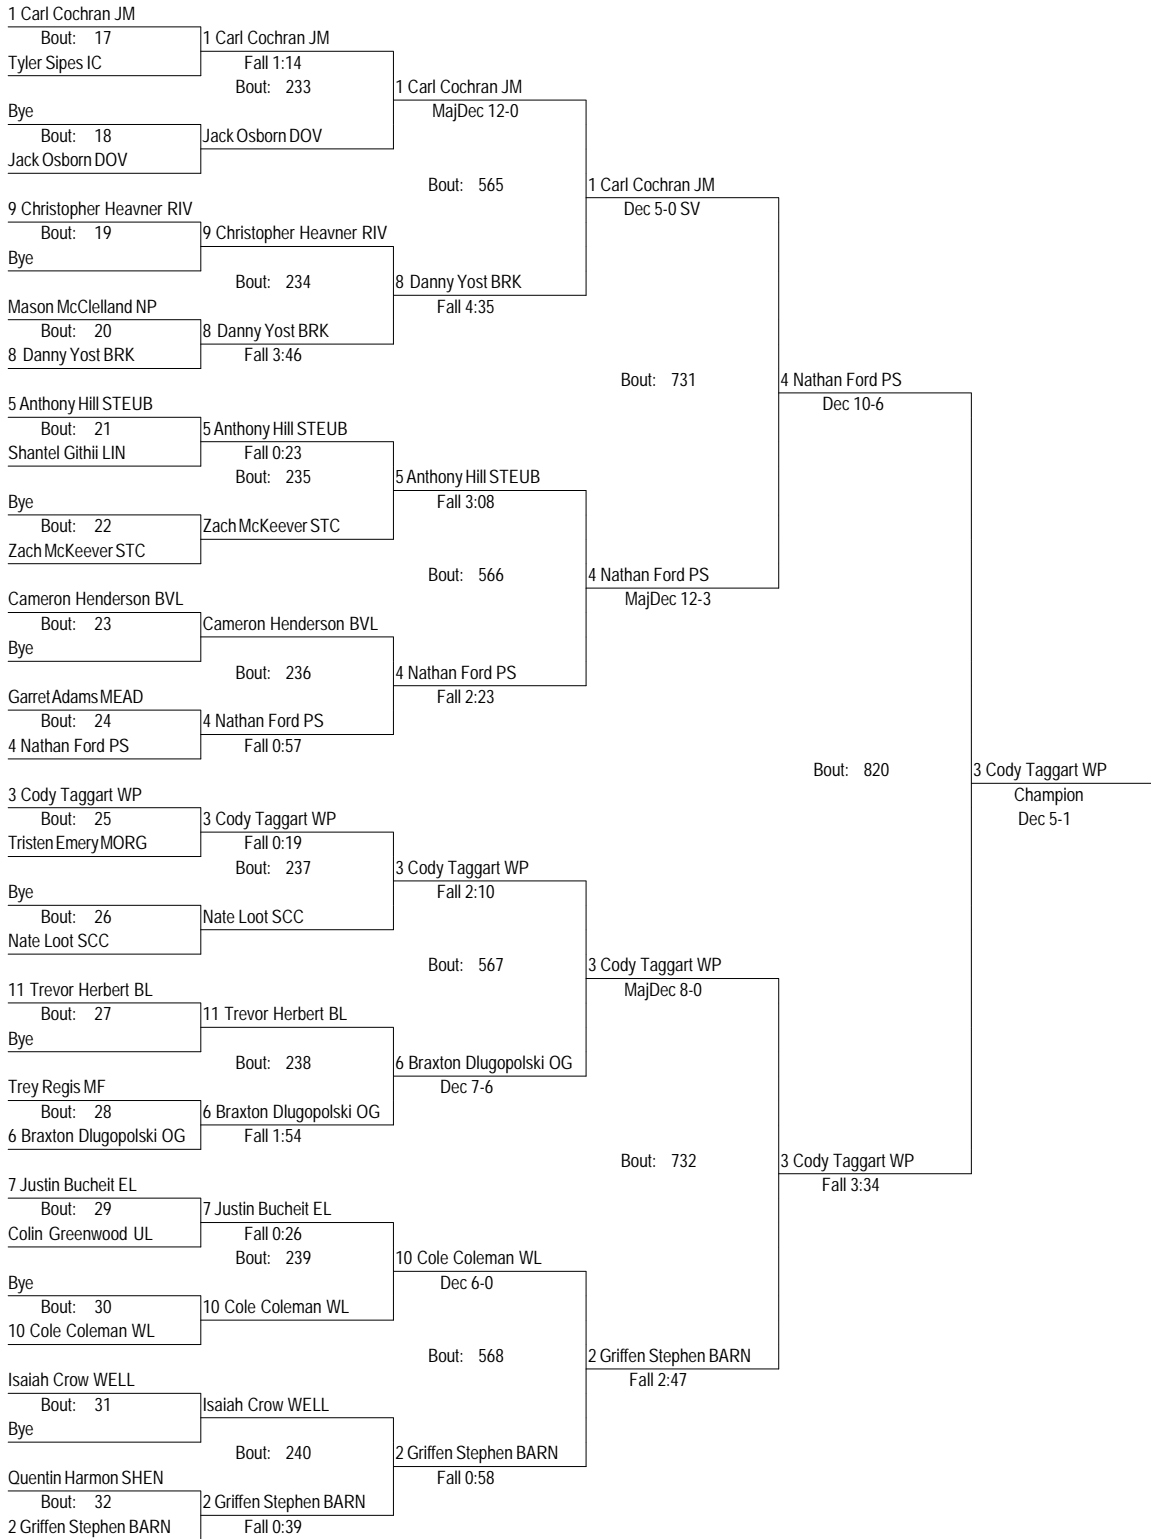 1 Carl Cochran JM
Bout: 17
1 Carl Cochran JM
Tyler Sipes IC
Fall 1:14
Bout: 233
1 Carl Cochran JM
Bye
MajDec 12-0
Bout: 18
Jack Osborn DOV
Jack Osborn DOV
Bout: 565
1 Carl Cochran JM
9 Christopher Heavner RIV
Dec 5-0 SV
Bout: 19
9 Christopher Heavner RIV
Bye
Bout: 234
8 Danny Yost BRK
Mason McClelland NP
Fall 4:35
Bout: 20
8 Danny Yost BRK
8 Danny Yost BRK
Fall 3:46
Bout: 731
4 Nathan Ford PS
5 Anthony Hill STEUB
Dec 10-6
Bout: 21
5 Anthony Hill STEUB
Shantel Githii LIN
Fall 0:23
Bout: 235
5 Anthony Hill STEUB
Bye
Fall 3:08
Bout: 22
Zach McKeever STC
Zach McKeever STC
Bout: 566
4 Nathan Ford PS
Cameron Henderson BVL
MajDec 12-3
Bout: 23
Cameron Henderson BVL
Bye
Bout: 236
4 Nathan Ford PS
Garret Adams MEAD
Fall 2:23
Bout: 24
4 Nathan Ford PS
4 Nathan Ford PS
Fall 0:57
Bout: 820
3 Cody Taggart WP
3 Cody Taggart WP
Champion
Bout: 25
3 Cody Taggart WP
Dec 5-1
Tristen Emery MORG
Fall 0:19
Bout: 237
3 Cody Taggart WP
Bye
Fall 2:10
Bout: 26
Nate Loot SCC
Nate Loot SCC
Bout: 567
3 Cody Taggart WP
11 Trevor Herbert BL
MajDec 8-0
Bout: 27
11 Trevor Herbert BL
Bye
Bout: 238
6 Braxton Dlugopolski OG
Trey Regis MF
Dec 7-6
Bout: 28
6 Braxton Dlugopolski OG
6 Braxton Dlugopolski OG
Fall 1:54
Bout: 732
3 Cody Taggart WP
7 Justin Bucheit EL
Fall 3:34
Bout: 29
7 Justin Bucheit EL
Colin Greenwood UL
Fall 0:26
Bout: 239
10 Cole Coleman WL
Bye
Dec 6-0
Bout: 30
10 Cole Coleman WL
10 Cole Coleman WL
Bout: 568
2 Griffen Stephen BARN
Isaiah Crow WELL
Fall 2:47
Bout: 31
Isaiah Crow WELL
Bye
Bout: 240
2 Griffen Stephen BARN
Quentin Harmon SHEN
Fall 0:58
Bout: 32
2 Griffen Stephen BARN
2 Griffen Stephen BARN
Fall 0:39